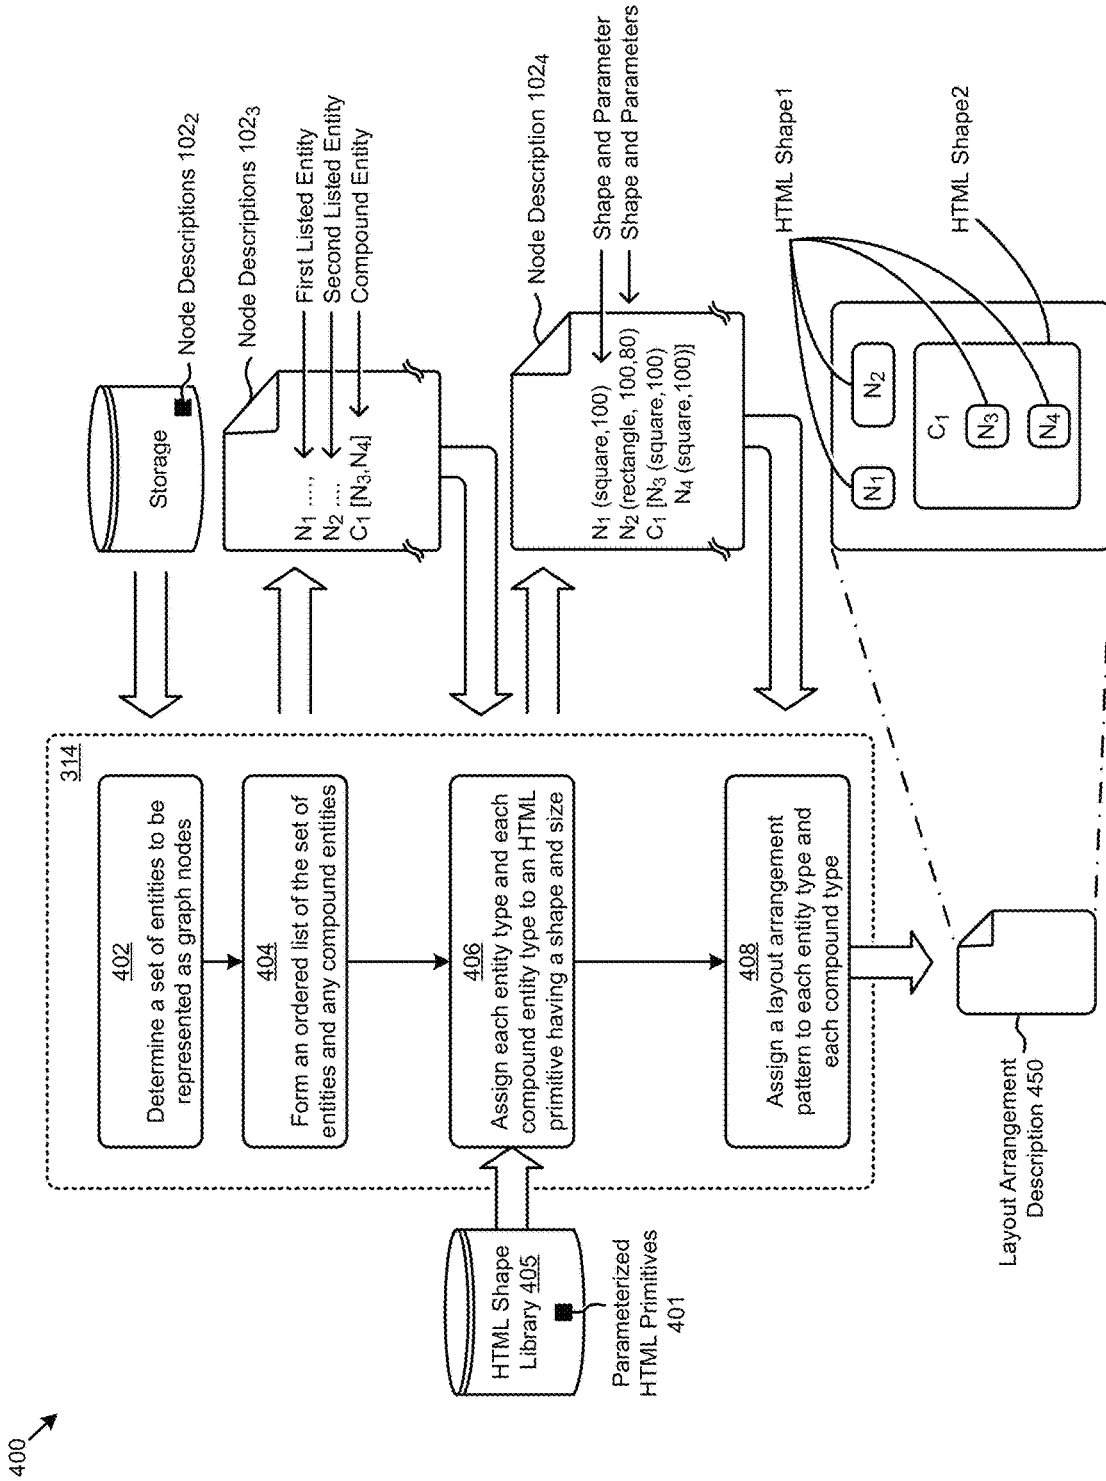 400
314
402
Determine a set of entities to be
represented as graph nodes
404
Form an ordered list of the set of
entities and any compound entities
406
Assign each entity type and each
compound entity type to an HTML
primitive having a shape and size
408
Assign a layout arrangement
pattern to each entity type and
each compound type
HTML Shape
Library 405
Parameterized
HTML Primitives
401
Storage
Node Descriptions 102₂
Node Descriptions 102₃
N₁ ....,
N₂ ....
C₁ [N₃,N₄]
First Listed Entity
Second Listed Entity
Compound Entity
Node Description 102₄
N₁ (square,100)
N₂ (rectangle, 100,80)
C₁ [N₃ (square,100)
N₄ (square,100)]
Shape and Parameter
Shape and Parameters
Layout Arrangement
Description 450
N₁
N₂
C₁
N₃
N₄
HTML Shape1
HTML Shape2